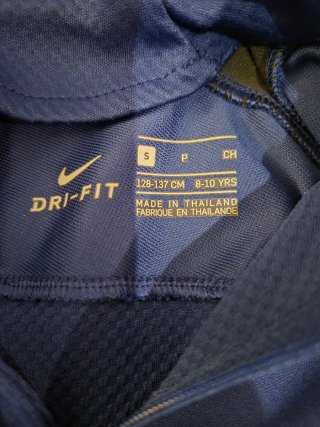 DRI-FIT
S P CH
128-137 CM 8-10 YRS
MADE IN THAILAND
FABRIQUE EN THAILANDE